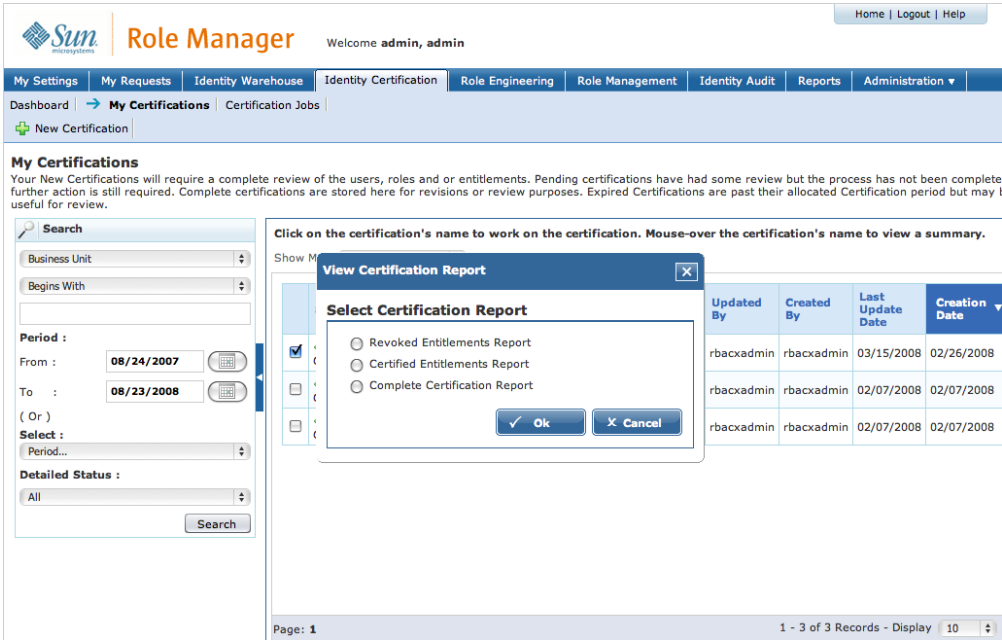 Home | Logout | Help
Sun
microsystems
Role Manager
Welcome admin, admin
My Settings
My Requests
Identity Warehouse
Identity Certification
Role Engineering
Role Management
Identity Audit
Reports
Administration
Dashboard
My Certifications
Certification Jobs
New Certification
My Certifications
Your New Certifications will require a complete review of the users, roles and or entitlements. Pending certifications have had some review but the process has not been complete
further action is still required. Complete certifications are stored here for revisions or review purposes. Expired Certifications are past their allocated Certification period but may
useful for review.
Search
Business Unit
Begins With
Period :
From : 08/24/2007
To : 08/23/2008
( Or )
Select :
Period...
Detailed Status :
All
Search
Click on the certification's name to work on the certification. Mouse-over the certification's name to view a summary.
Show M
View Certification Report
X
Select Certification Report
Revoked Entitlements Report
Certified Entitlements Report
Complete Certification Report
Ok
X Cancel
Updated By
Created By
Last Update Date
Creation Date
rbacxadmin rbacxadmin 03/15/2008 02/26/2008
rbacxadmin rbacxadmin 02/07/2008 02/07/2008
rbacxadmin rbacxadmin 02/07/2008 02/07/2008
Page: 1
1 - 3 of 3 Records - Display 10